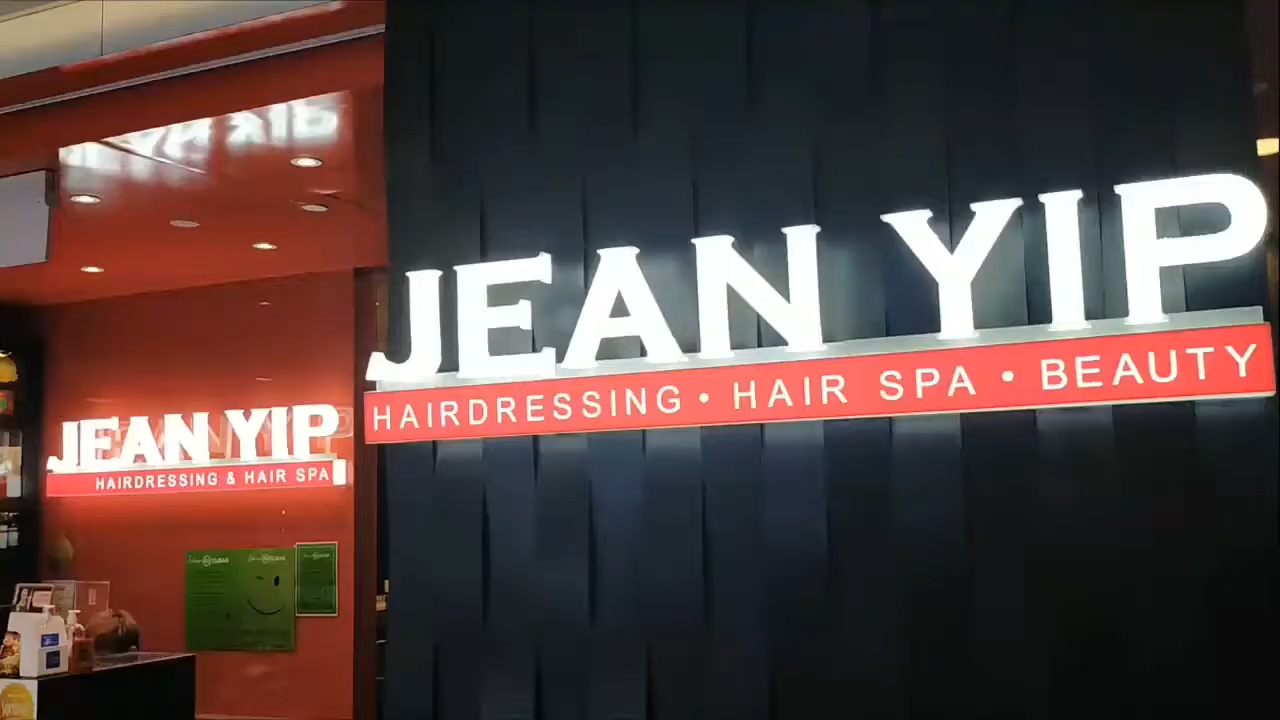 JEAN YIP
HAIRDRESSING • HAIR SPA • BEAUTY
JEAN YIP
HAIRDRESSING & HAIR SPA